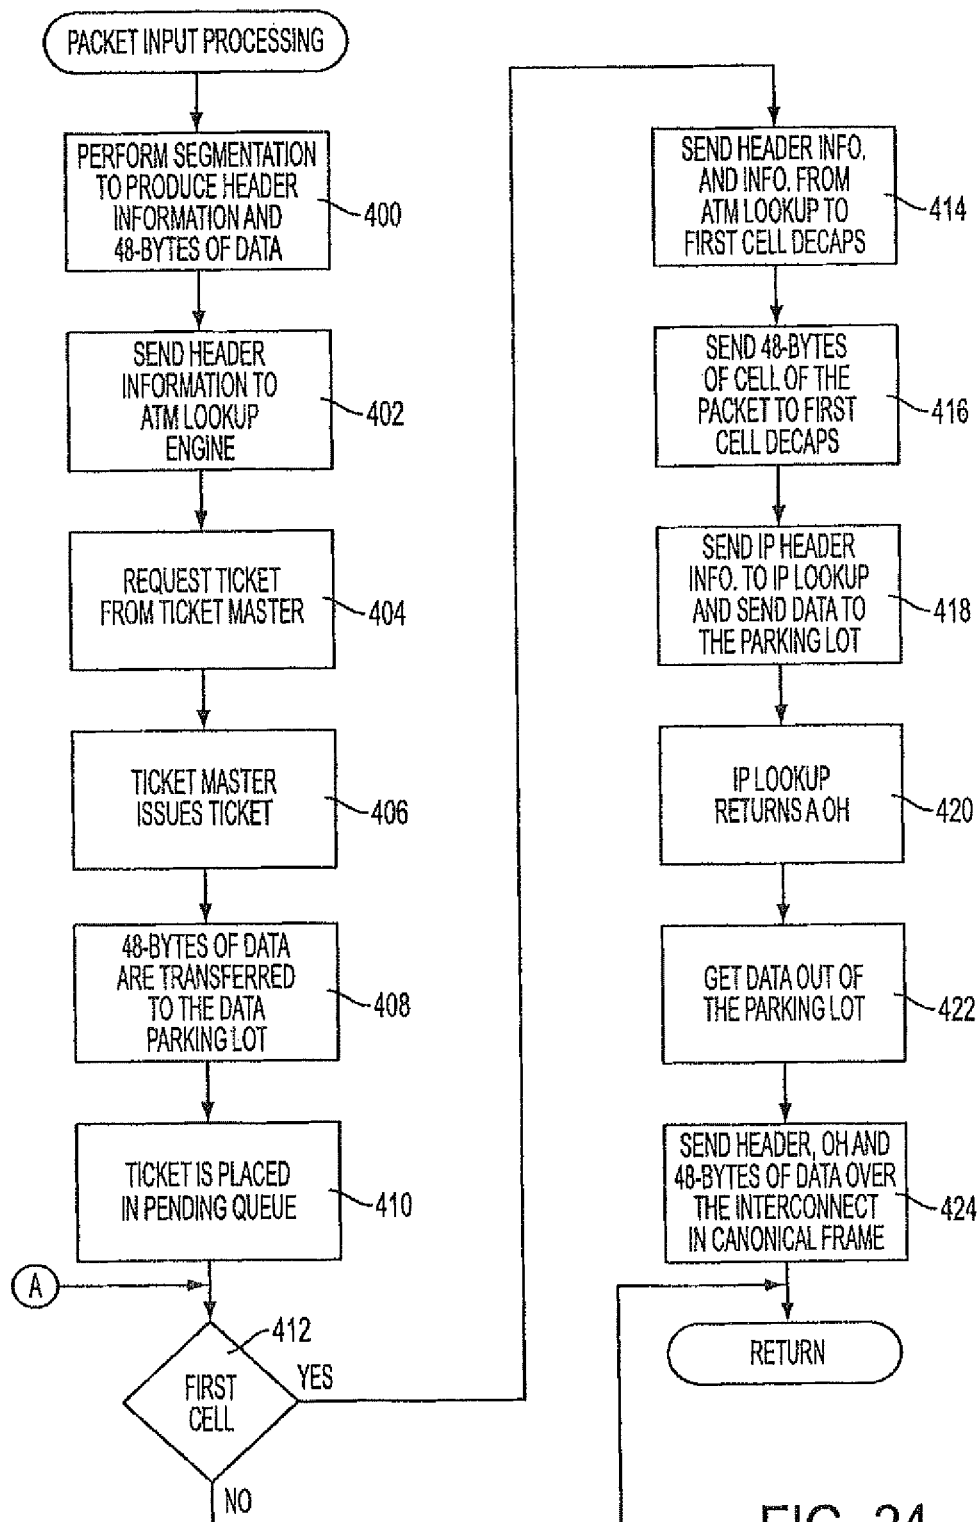 PACKET INPUT PROCESSING
PERFORM SEGMENTATION
TO PRODUCE HEADER
INFORMATION AND
48-BYTES OF DATA
400
SEND HEADER
INFORMATION TO
ATM LOOKUP
ENGINE
402
REQUEST TICKET
FROM TICKET MASTER
404
TICKET MASTER
ISSUES TICKET
406
48-BYTES OF DATA
ARE TRANSFERRED
TO THE DATA
PARKING LOT
408
TICKET IS PLACED
IN PENDING QUEUE
410
A
412
FIRST
CELL
YES
NO
SEND HEADER INFO.
AND INFO. FROM
ATM LOOKUP TO
FIRST CELL DECAPS
414
SEND 48-BYTES
OF CELL OF THE
PACKET TO FIRST
CELL DECAPS
416
SEND IP HEADER
INFO. TO IP LOOKUP
AND SEND DATA TO
THE PARKING LOT
418
IP LOOKUP
RETURNS A OH
420
GET DATA OUT OF
THE PARKING LOT
422
SEND HEADER, OH AND
48-BYTES OF DATA OVER
THE INTERCONNECT
IN CANONICAL FRAME
424
RETURN
FIG. 24